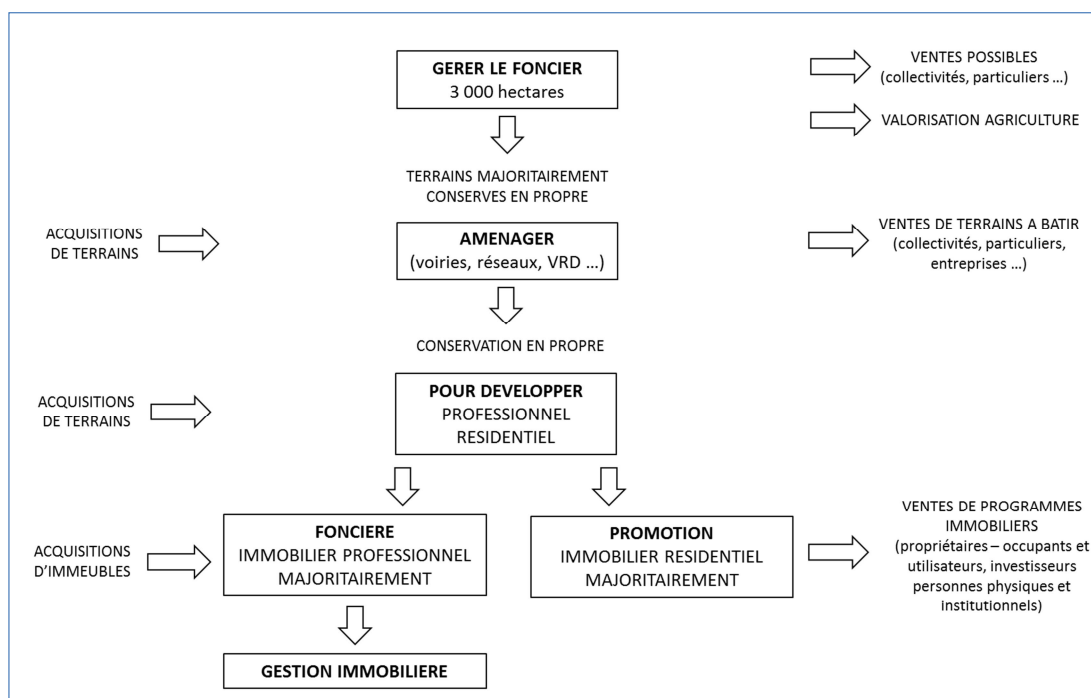 GERER LE FONCIER
3 000 hectares
VENTES POSSIBLES
(collectivités, particuliers ...)
VALORISATION AGRICULTURE
TERRAINS MAJORITAIREMENT
CONSERVES EN PROPRE
ACQUISITIONS
DE TERRAINS
AMENAGER
(voiries, réseaux, VRD ...)
VENTES DE TERRAINS A BATIR
(collectivités, particuliers,
entreprises ...)
CONSERVATION EN PROPRE
ACQUISITIONS
DE TERRAINS
POUR DEVELOPPER
PROFESSIONNEL
RESIDENTIEL
ACQUISITIONS
D'IMMEUBLES
FONCIERE
IMMOBILIER PROFESSIONNEL
MAJORITAIREMENT
PROMOTION
IMMOBILIER RESIDENTIEL
MAJORITAIREMENT
VENTES DE PROGRAMMES
IMMOBILIERS
(propriétaires – occupants et
utilisateurs, investisseurs
personnes physiques et
institutionnels)
GESTION IMMOBILIERE